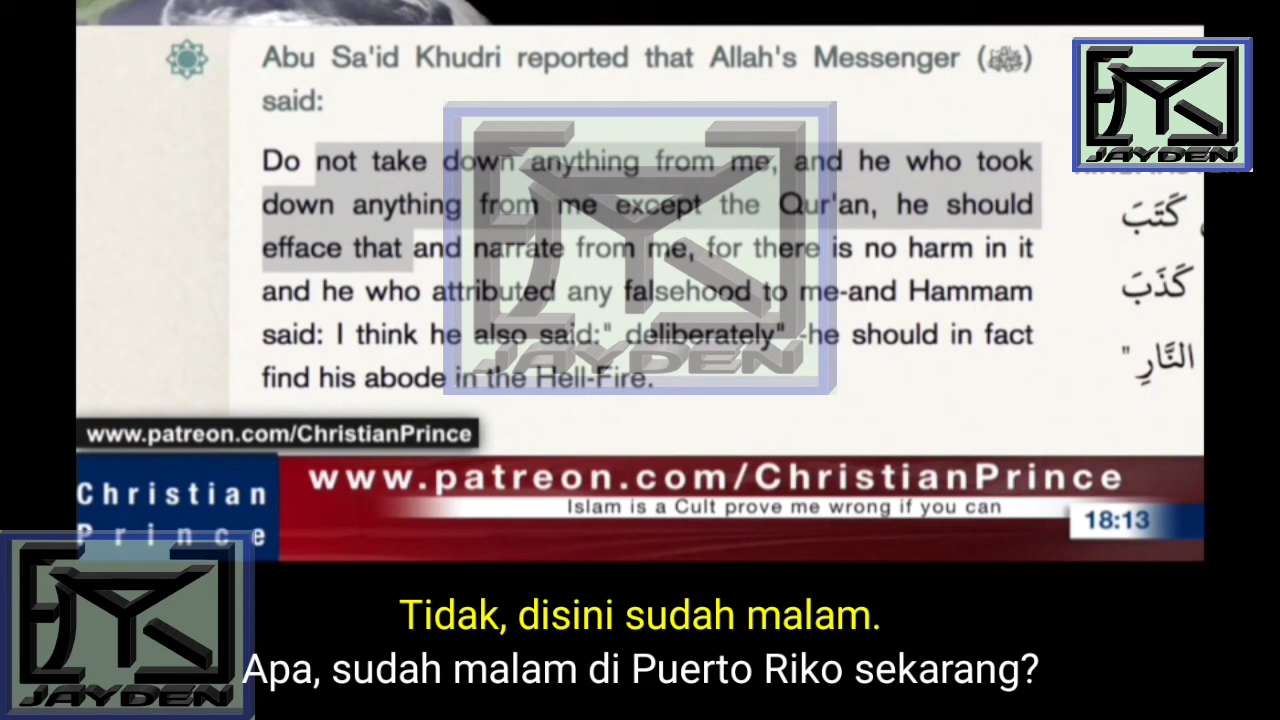 Abu Sa'id Khudri reported that Allah's Messenger (ﷺ)
said:
Do not take down anything from me, and he who took
down anything from me except the Qur'an, he should
efface that and narrate from me, for there is no harm in it
and he who attributed any falsehood to me-and Hammam
said: I think he also said:" deliberately" -he should in fact
find his abode in the Hell-Fire.
كَتَبَ
كَذَبَ
النَّارِ "
JAYDEN
JAYDEN
www.patreon.com/ChristianPrince
Christian
Prince
www.patreon.com/ChristianPrince
Islam is a Cult prove me wrong if you can
18:13
JAYDEN
Tidak, disini sudah malam.
Apa, sudah malam di Puerto Riko sekarang?